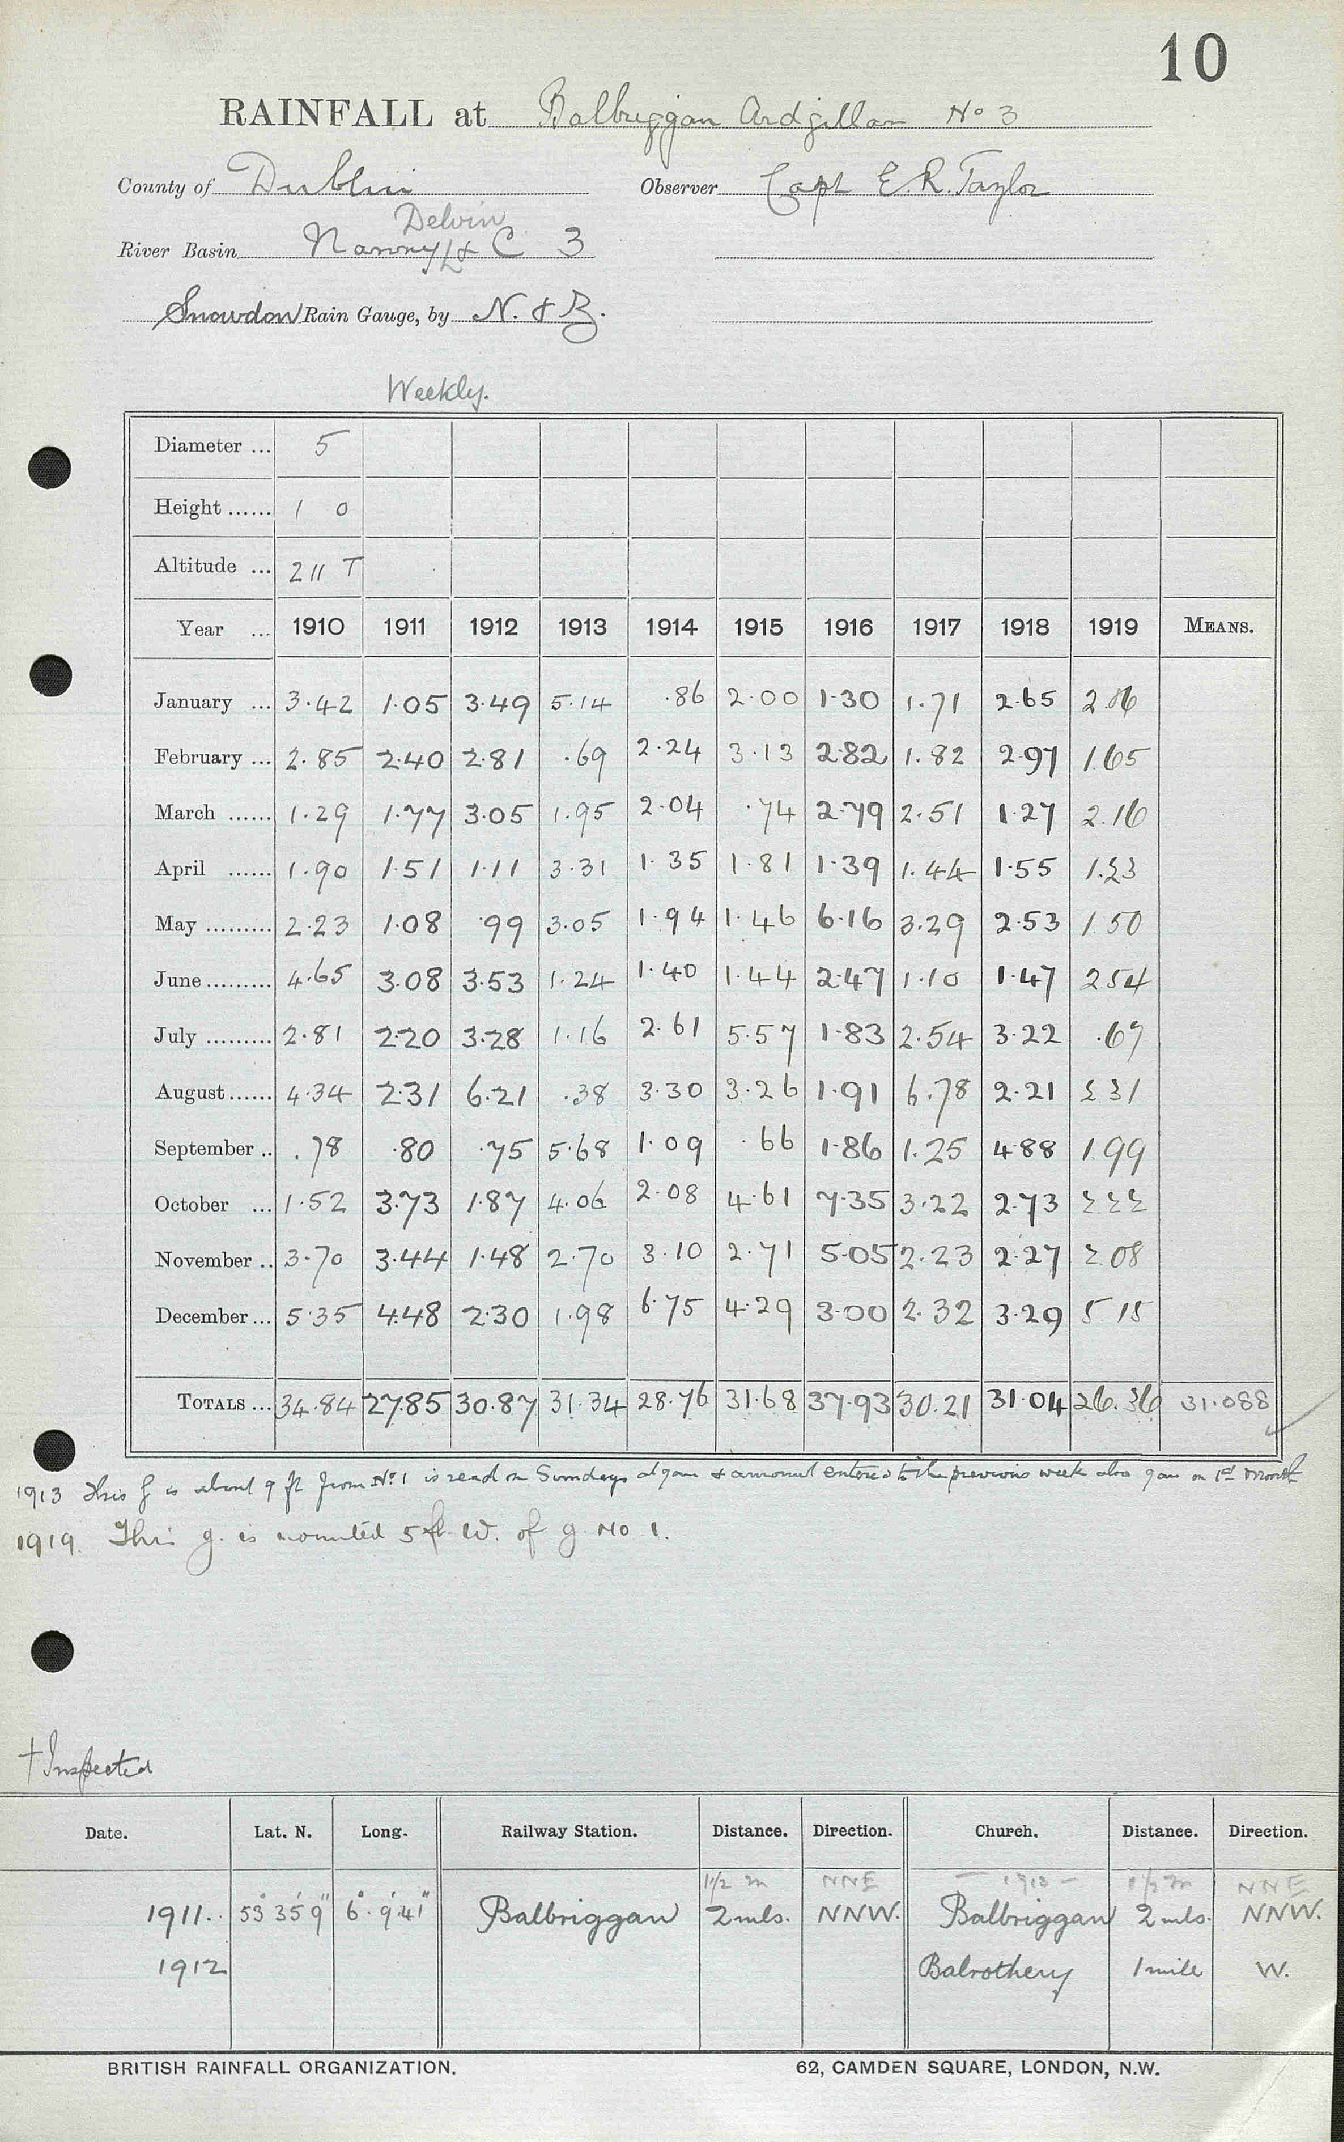 10
RAINFALL at Balbriggan Ardgillan No 3
County of Dublin Observer Capt E R. Taylor
Delvin
River Basin Nanny L & C 3
Snowdon Rain Gauge, by N. & Z.
Weekly.
Diameter ... 5
Height ...... 1 0
Altitude ... 211 T
Year ... 1910 1911 1912 1913 1914 1915 1916 1917 1918 1919 MEANS.
January ... 3.42 1.05 3.49 5.14 .86 2.00 1.30 1.71 2.65 2.86
February ... 2.85 2.40 2.81 .69 2.24 3.13 2.82 1.82 2.97 1.65
March ...... 1.29 1.77 3.05 1.95 2.04 .74 2.79 2.51 1.27 2.16
April ...... 1.90 1.51 1.11 3.31 1.35 1.81 1.39 1.44 1.55 1.23
May ......... 2.23 1.08 .99 3.05 1.94 1.46 6.16 3.29 2.53 1.50
June ......... 4.65 3.08 3.53 1.24 1.40 1.44 2.47 1.10 1.47 2.54
July ......... 2.81 2.20 3.28 1.16 2.61 5.57 1.83 2.54 3.22 .67
August ...... 4.34 2.31 6.21 .38 3.30 3.26 1.91 6.78 2.21 2 31
September .. .78 .80 .75 5.68 1.09 .66 1.86 1.25 4.88 1.99
October ... 1.52 3.73 1.87 4.06 2.08 4.61 7.35 3.22 2.73 2 22
November .. 3.70 3.44 1.48 2.70 3.10 2.71 5.05 2.23 2.27 2.08
December ... 5.35 4.48 2.30 1.98 6.75 4.29 3.00 2.32 3.29 5 15
TOTALS ... 34.84 27.85 30.87 31.34 28.76 31.68 37.93 30.21 31.04 26.36 31.088
1913 This g is about 9 ft from No. 1 is read on Sundays at 9am & amount entered to the previous week also 9am on 1st month
1919. This g. is mounted 5 ft. W. of g No 1.
† Inspected
Date. Lat. N. Long. Railway Station. Distance. Direction. Church. Distance. Direction.
1 1/2 m NNE — 1913 — 1 1/2 m NNE
1911.. 53° 35' 9" 6° 9' 41" Balbriggan 2 mls. NNW. Balbriggan 2 mls. NNW.
1912 Balrothery 1 mile W.
BRITISH RAINFALL ORGANIZATION. 62, CAMDEN SQUARE, LONDON, N.W.